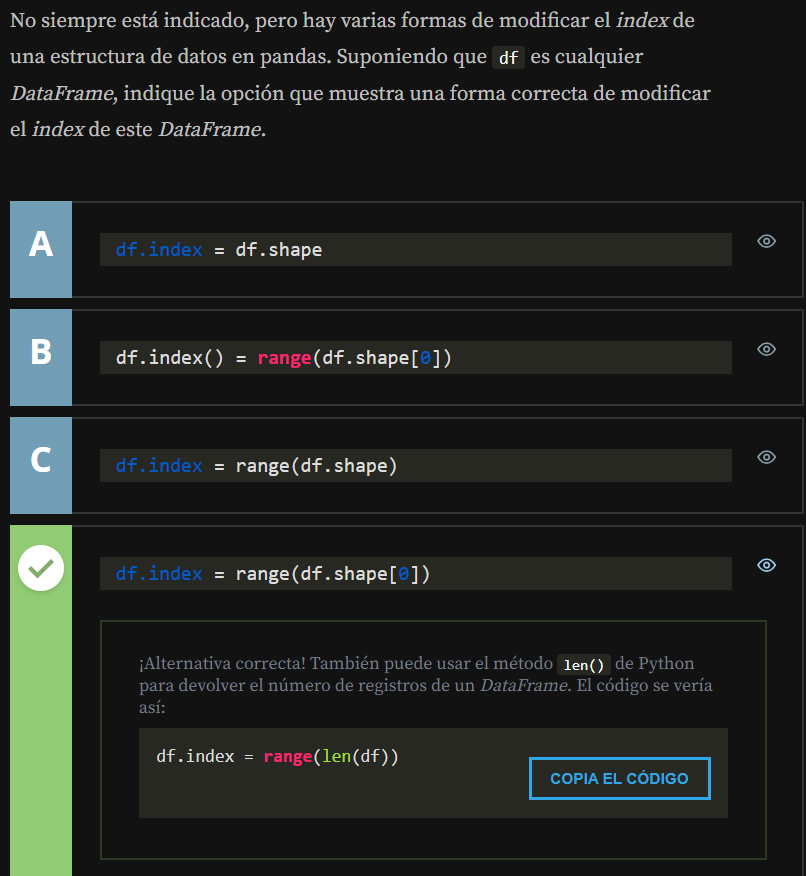 No siempre está indicado, pero hay varias formas de modificar el index de
una estructura de datos en pandas. Suponiendo que df es cualquier
DataFrame, indique la opción que muestra una forma correcta de modificar
el index de este DataFrame.
A
df.index = df.shape
B
df.index() = range(df.shape[0])
C
df.index = range(df.shape)
df.index = range(df.shape[0])
¡Alternativa correcta! También puede usar el método len() de Python
para devolver el número de registros de un DataFrame. El código se vería
así:
df.index = range(len(df))
COPIA EL CÓDIGO